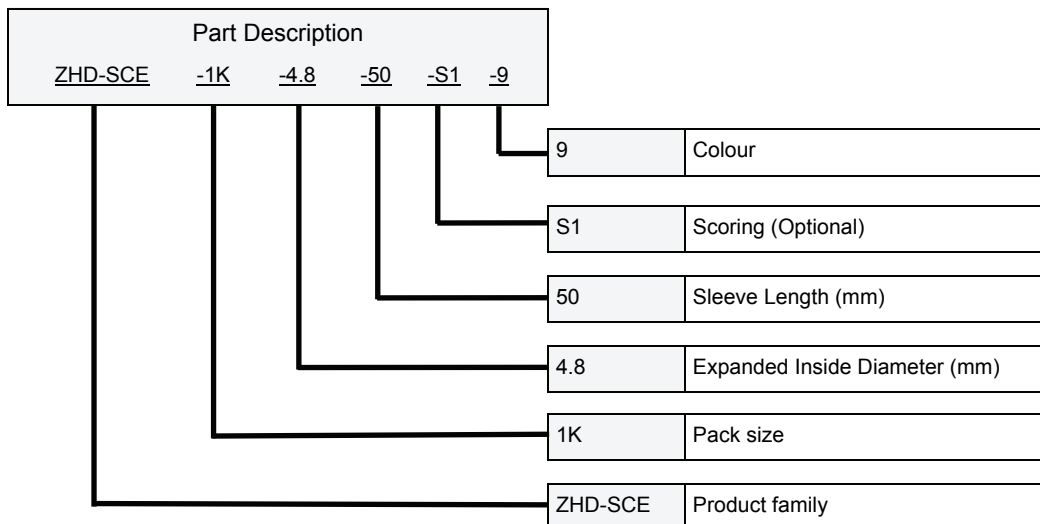 Part Description
ZHD-SCE -1K -4.8 -50 -S1 -9
9 Colour
S1 Scoring (Optional)
50 Sleeve Length (mm)
4.8 Expanded Inside Diameter (mm)
1K Pack size
ZHD-SCE Product family